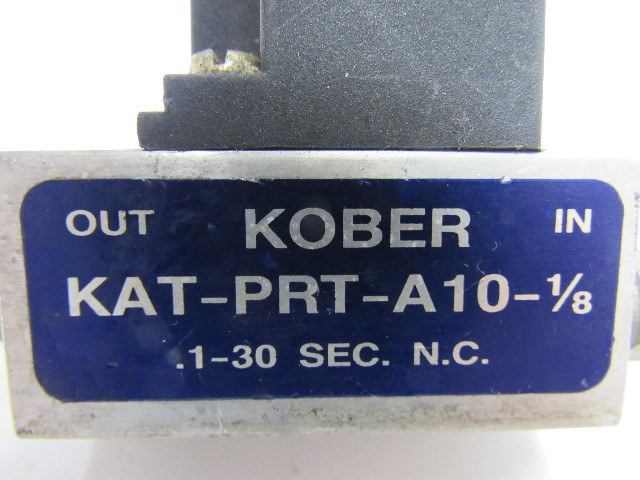 OUT KOBER IN
KAT-PRT-A10-⅛
.1-30 SEC. N.C.